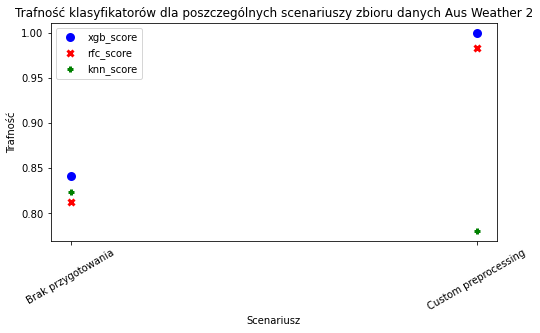 Trafność klasyfikatorów dla poszczególnych scenariuszy zbioru danych Aus Weather 2
xgb_score
rfc_score
knn_score
1.00
0.95
0.90
0.85
0.80
Trafność
Brak przygotowania
Custom preprocessing
Scenariusz